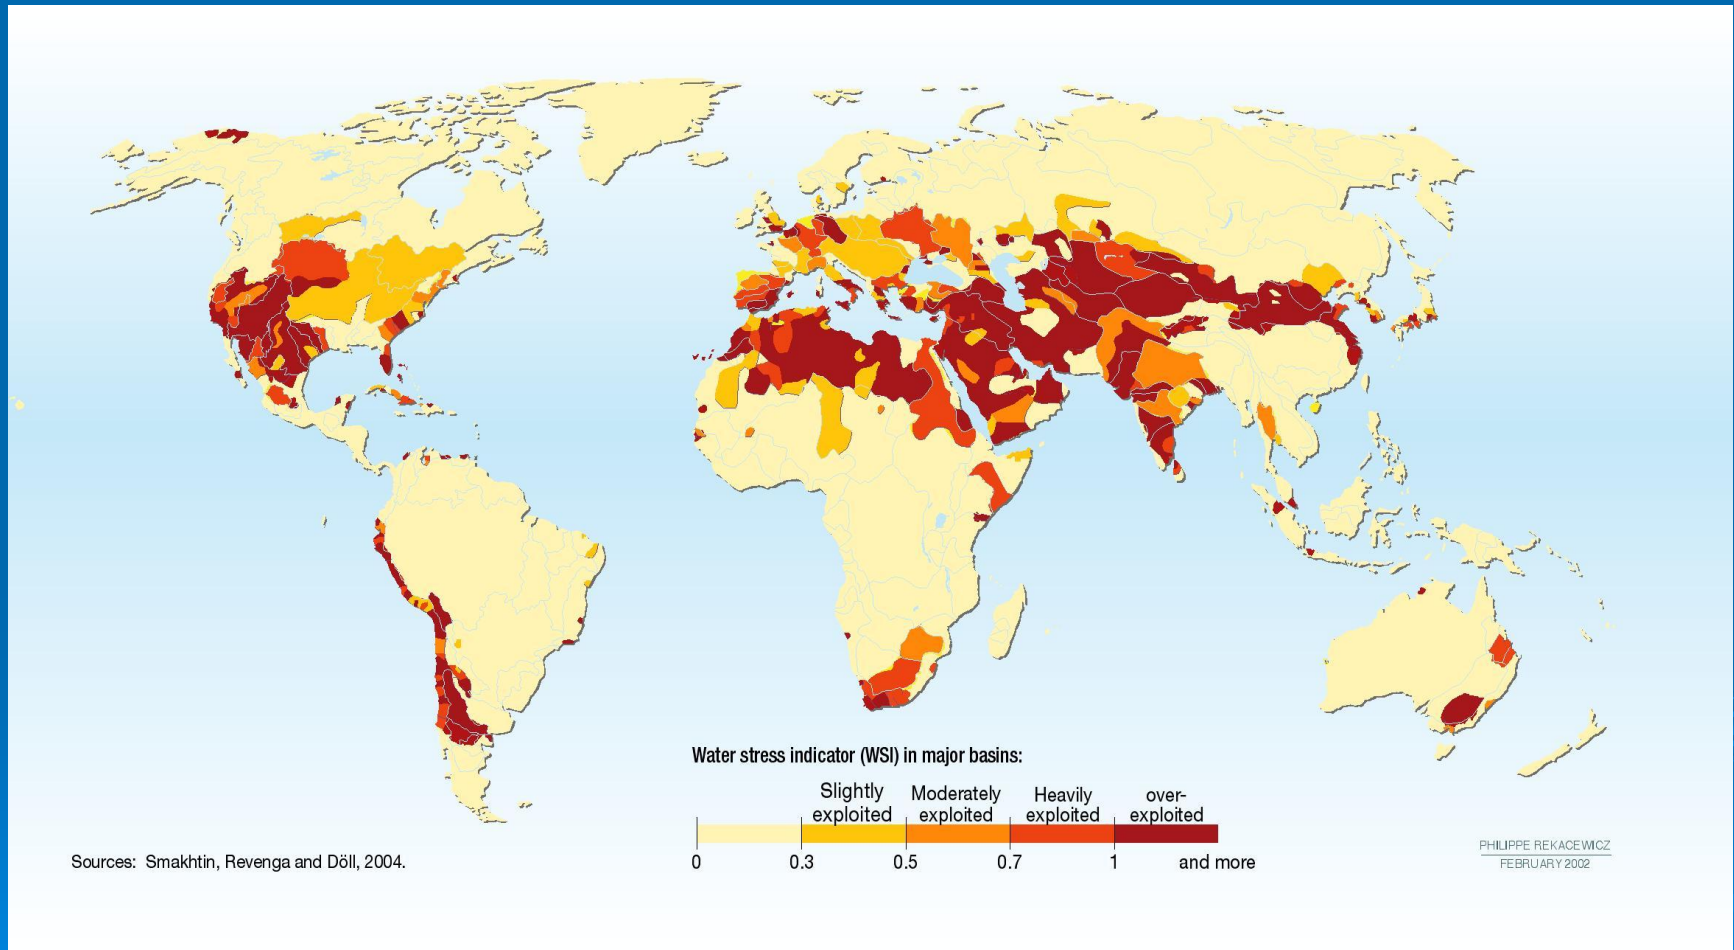 Water stress indicator (WSI) in major basins:
Slightly exploited
Moderately exploited
Heavily exploited
over-exploited
0 0.3 0.5 0.7 1 and more
Sources: Smakhtin, Revenga and Döll, 2004.
PHILIPPE REKACEWICZ
FEBRUARY 2002